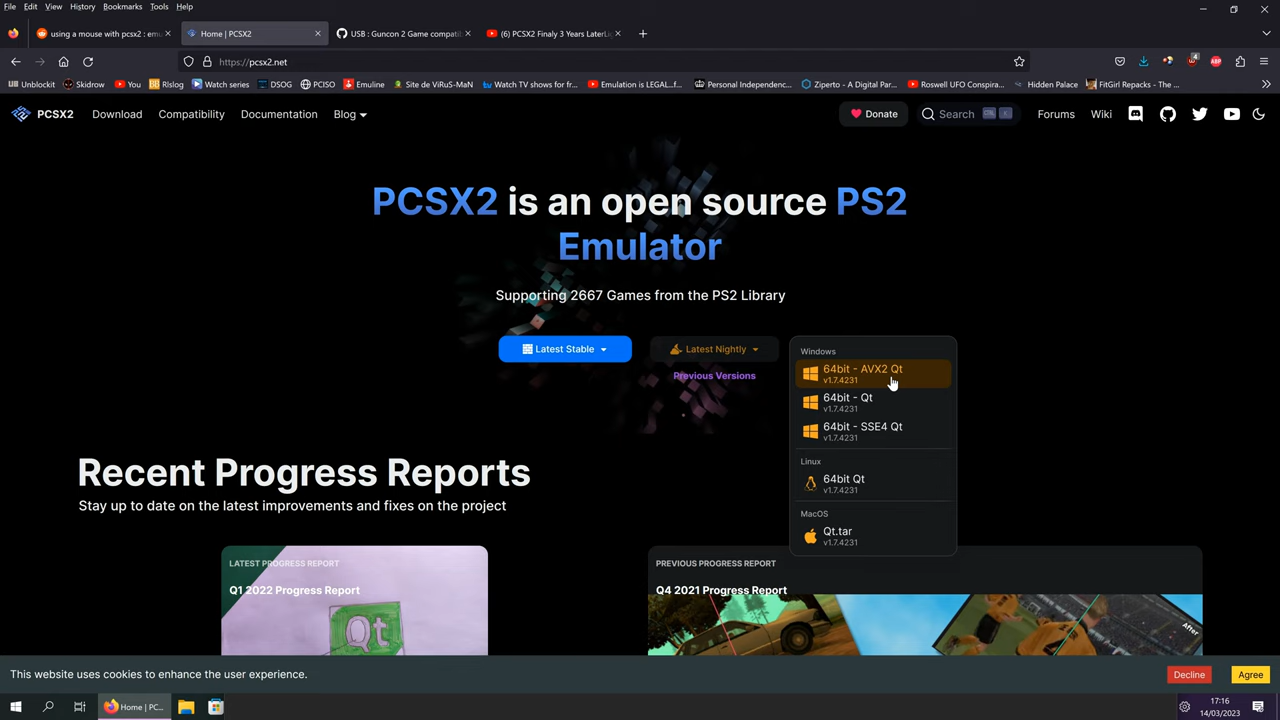 File Edit View History Bookmarks Tools Help
using a mouse with pcsx2 : emu
Home | PCSX2
USB : Guncon 2 Game compati
(6) PCSX2 Finaly 3 Years LaterLi
https://pcsx2.net
4
Unblockit
Skidrow
You
Rlslog
Watch series
DSOG
PCISO
Emuline
Site de ViRuS-MaN
Watch TV shows for fr...
Emulation is LEGAL...f...
Personal Independenc...
Ziperto - A Digital Par...
Roswell UFO Conspira...
Hidden Palace
FitGirl Repacks - The ...
PCSX2
Download
Compatibility
Documentation
Blog
Donate
Search
Forums
Wiki
PCSX2 is an open source PS2
Emulator
Supporting 2667 Games from the PS2 Library
Latest Stable
Latest Nightly
Previous Versions
Windows
64bit - AVX2 Qt
v1.7.4231
64bit - Qt
v1.7.4231
64bit - SSE4 Qt
v1.7.4231
Linux
64bit Qt
v1.7.4231
MacOS
Qt.tar
v1.7.4231
Recent Progress Reports
Stay up to date on the latest improvements and fixes on the project
LATEST PROGRESS REPORT
Q1 2022 Progress Report
Qt
PREVIOUS PROGRESS REPORT
Q4 2021 Progress Report
After
This website uses cookies to enhance the user experience.
Decline
Agree
Home | PC...
17:16
14/03/2023